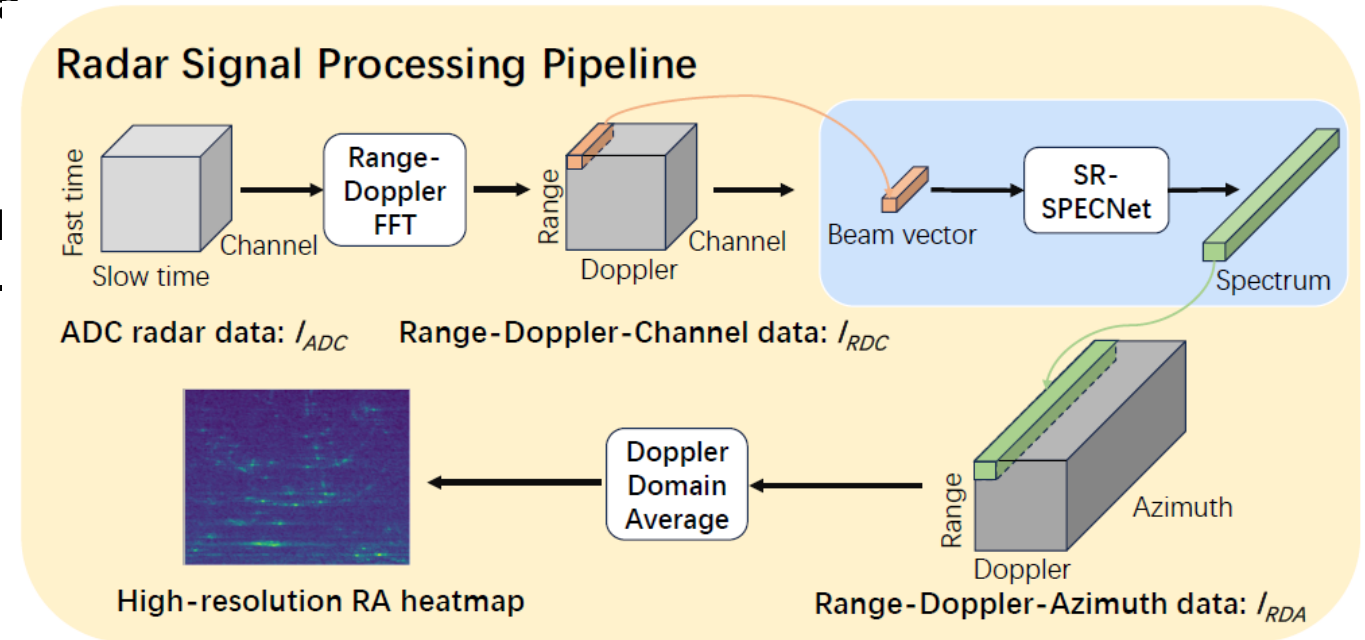 Radar Signal Processing Pipeline
Fast time
Slow time
Channel
Range-
Doppler
FFT
Range
Doppler
Channel
Beam vector
SR-
SPECNet
Spectrum
ADC radar data: I_ADC
Range-Doppler-Channel data: I_RDC
High-resolution RA heatmap
Doppler
Domain
Average
Range
Doppler
Azimuth
Range-Doppler-Azimuth data: I_RDA